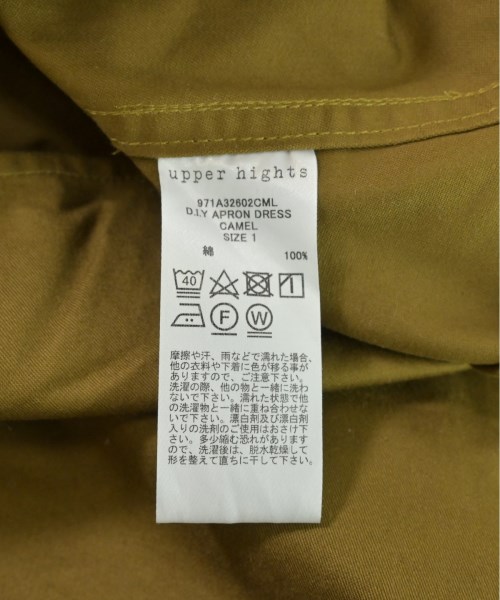 upper hights
971A32602CML
D.I.Y APRON DRESS
CAMEL
SIZE 1
綿 100%
40
F W
摩擦や汗、雨などで濡れた場合、
他の衣料や下着に色が移る事が
ありますので、ご注意下さい。
洗濯の際、他の物と一緒に洗わ
ないで下さい。濡れた状態で他
の洗濯物と一緒に重ね合わせな
いで下さい。漂白剤及び漂白剤
入りの洗剤のご使用はおさけ下
さい。多少縮む恐れがあります
ので、洗濯後は、脱水乾燥して
形を整えて直ちに干して下さい。